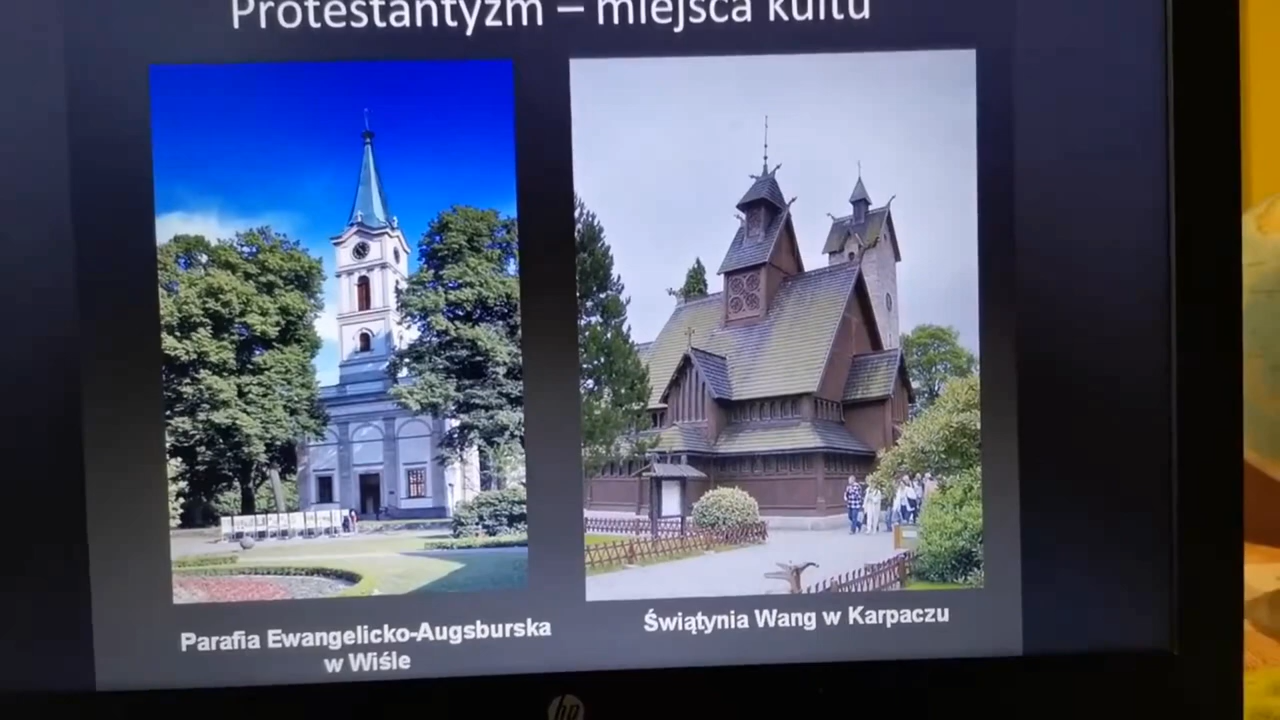 Protestantyzm – miejsca kultu
Parafia Ewangelicko-Augsburska
w Wiśle
Świątynia Wang w Karpaczu
hp